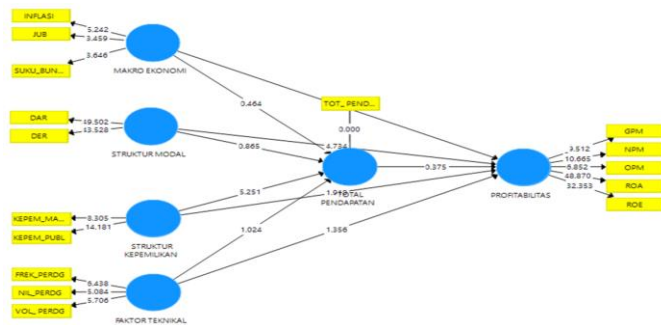 INFLASI
JUB
SUKU_BUN...
5.242
3.459
3.646
MAKRO EKONOMI
DAR
DER
49.502
43.528
STRUKTUR MODAL
KEPEM_MA...
KEPEM_PUBL
8.305
14.181
STRUKTUR
KEPEMILIKAN
FREK_PERDG
NIL_PERDG
VOL_PERDG
6.438
5.084
5.706
FAKTOR TEKNIKAL
0.464
0.865
5.251
1.024
TOT_PEND...
0.000
TOTAL
PENDAPATAN
4.734
0.375
1.356
PROFITABILITAS
GPM
NPM
OPM
ROA
ROE
3.512
10.665
6.852
48.870
32.353